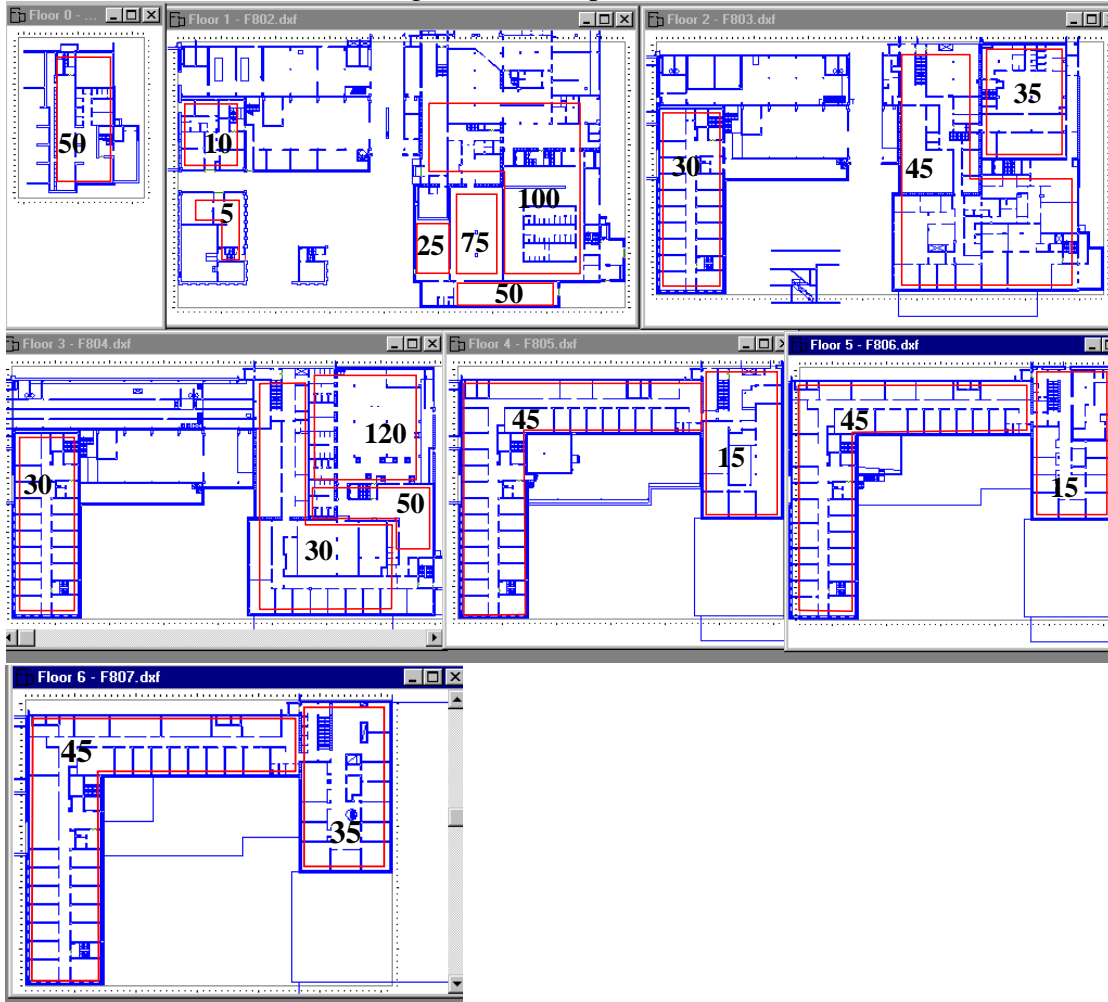 Floor 0 - ...
50
Floor 1 - F802.dxf
10
5
100
25
75
50
Floor 2 - F803.dxf
35
30
45
Floor 3 - F804.dxf
120
30
50
30
Floor 4 - F805.dxf
45
15
Floor 5 - F806.dxf
45
15
Floor 6 - F807.dxf
45
35